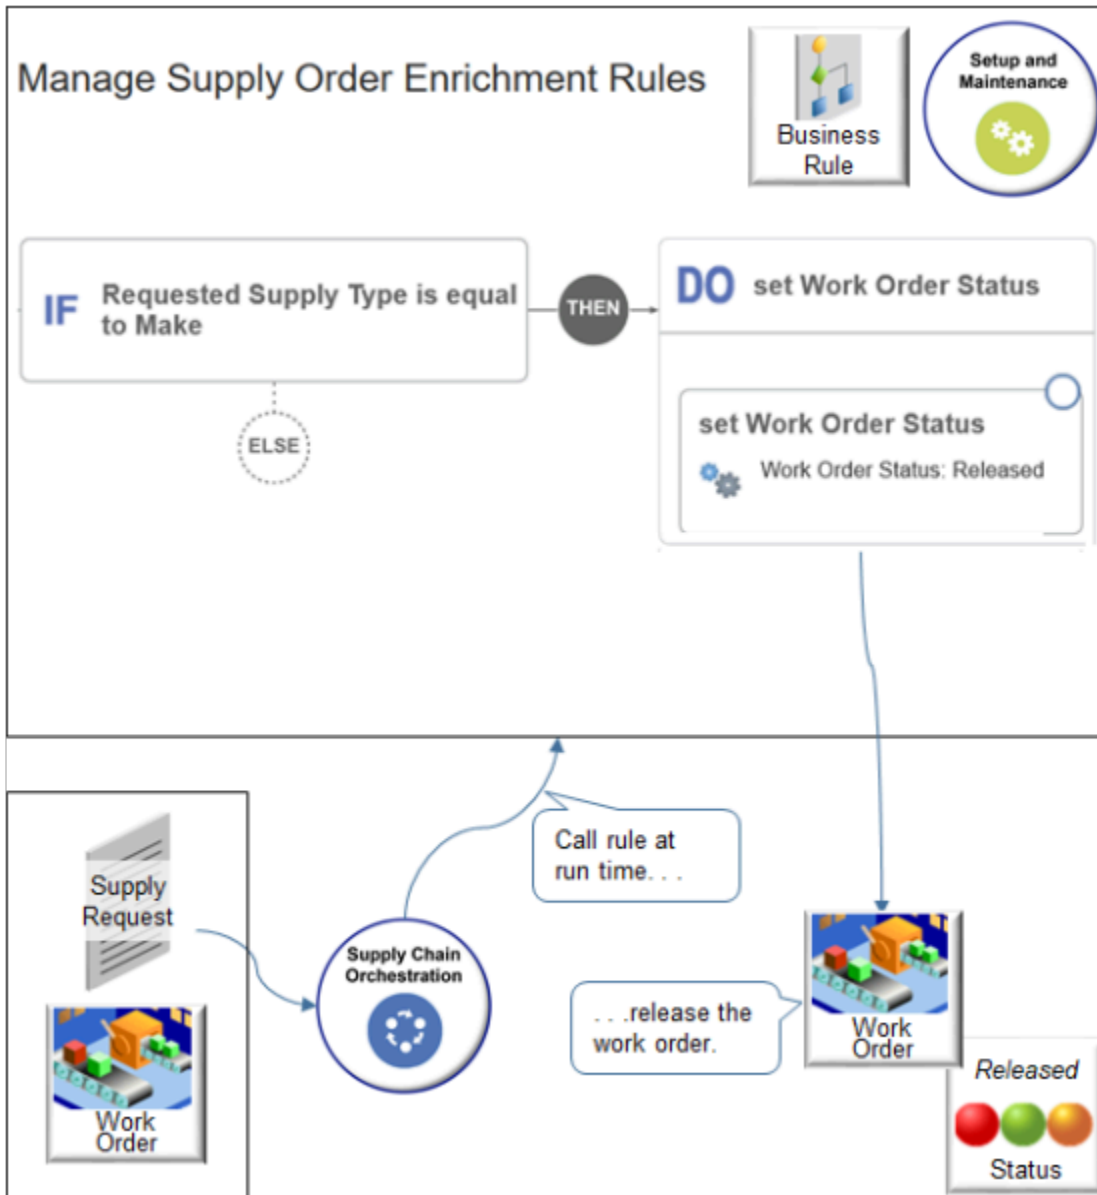 Manage Supply Order Enrichment Rules
Business
Rule
Setup and
Maintenance
IF
Requested Supply Type is equal
to Make
THEN
DO
set Work Order Status
ELSE
set Work Order Status
Work Order Status: Released
Supply
Request
Work
Order
Supply Chain
Orchestration
Call rule at
run time. . .
. . .release the
work order.
Work
Order
Released
Status